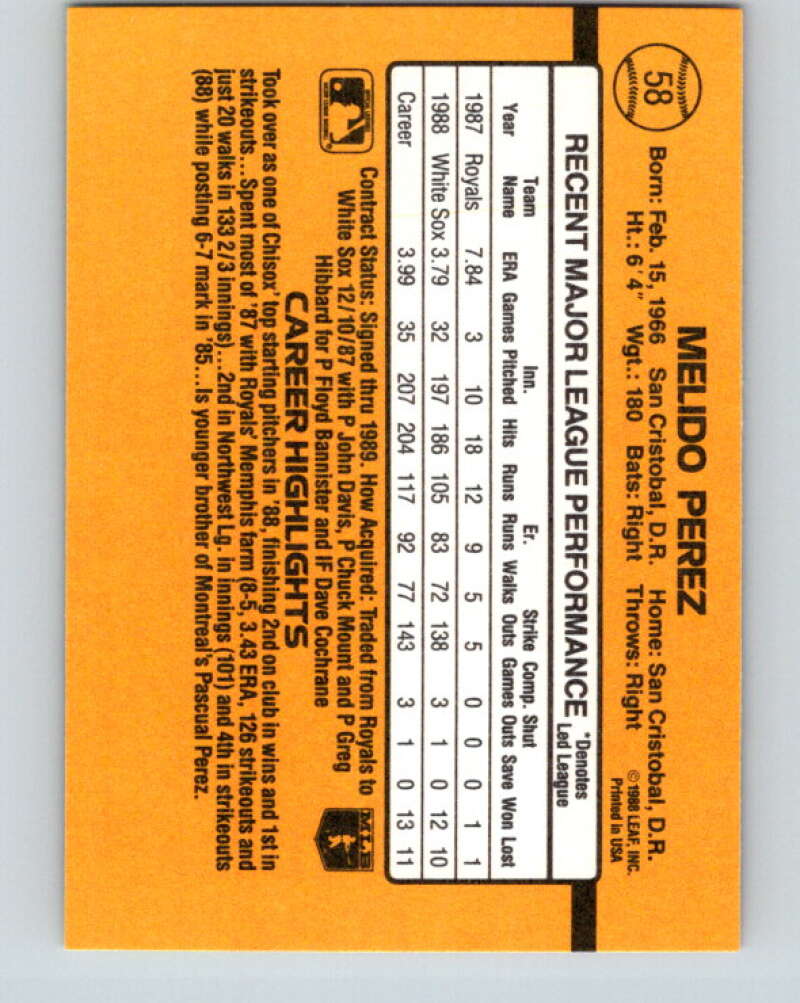 58
MELIDO PEREZ
Born: Feb. 15, 1966 San Cristobal, D.R. Home: San Cristobal, D.R.
Ht.: 6'4" Wgt.: 180 Bats: Right Throws: Right
©1988 LEAF, INC.
Printed in USA
RECENT MAJOR LEAGUE PERFORMANCE
*Denotes
Led League
Team Inn. Er. Strike Comp. Shut
Year Name ERA Games Pitched Hits Runs Runs Walks Outs Games Outs Save Won Lost
1987 Royals 7.84 3 10 18 12 9 5 5 0 0 0 1 1
1988 White Sox 3.79 32 197 186 105 83 72 138 3 1 0 12 10
Career 3.99 35 207 204 117 92 77 143 3 1 0 13 11
Contract Status: Signed thru 1989. How Acquired: Traded from Royals to
White Sox 12/10/87 with P John Davis, P Chuck Mount and P Greg
Hibbard for P Floyd Bannister and IF Dave Cochrane
MLB
CAREER HIGHLIGHTS
Took over as one of Chisox' top starting pitchers in '88, finishing 2nd on club in wins and 1st in
strikeouts...Spent most of '87 with Royals' Memphis farm (8-5, 3.43 ERA, 126 strikeouts and
just 20 walks in 133 2/3 innings)...2nd in Northwest Lg. in innings (101) and 4th in strikeouts
(88) while posting 6-7 mark in '85...Is younger brother of Montreal's Pascual Perez.